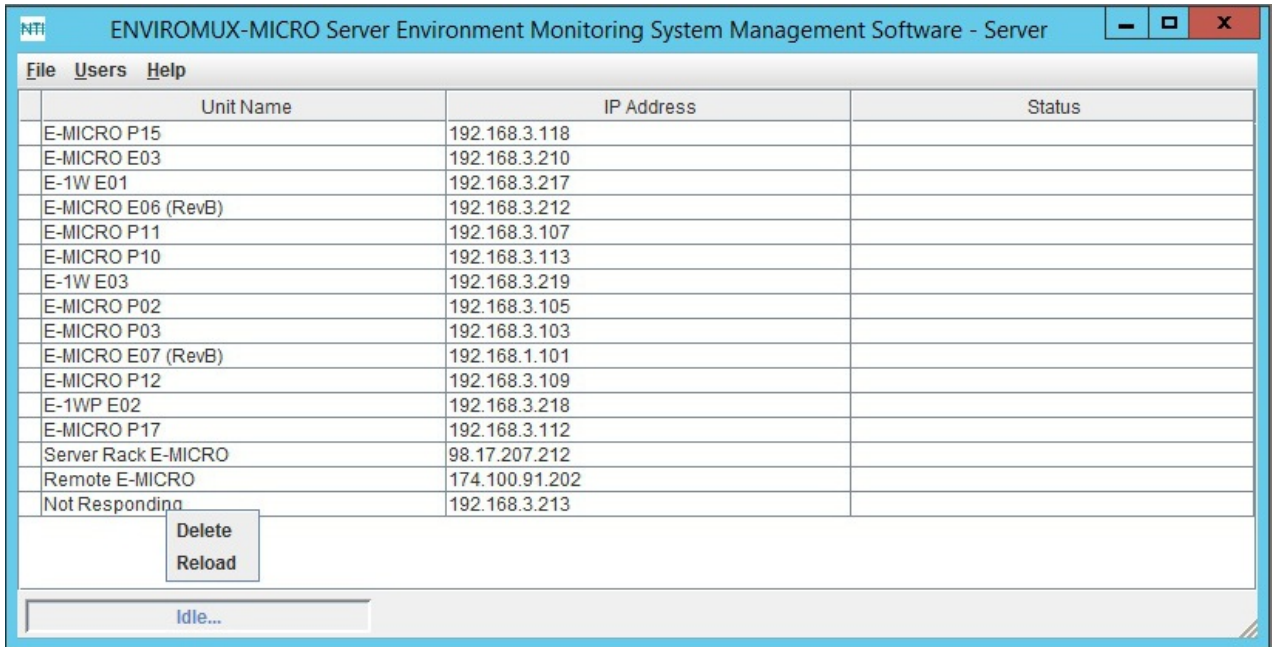 NTI ENVIROMUX-MICRO Server Environment Monitoring System Management Software - Server
File Users Help
Unit Name IP Address Status
E-MICRO P15 192.168.3.118
E-MICRO E03 192.168.3.210
E-1W E01 192.168.3.217
E-MICRO E06 (RevB) 192.168.3.212
E-MICRO P11 192.168.3.107
E-MICRO P10 192.168.3.113
E-1W E03 192.168.3.219
E-MICRO P02 192.168.3.105
E-MICRO P03 192.168.3.103
E-MICRO E07 (RevB) 192.168.1.101
E-MICRO P12 192.168.3.109
E-1WP E02 192.168.3.218
E-MICRO P17 192.168.3.112
Server Rack E-MICRO 98.17.207.212
Remote E-MICRO 174.100.91.202
Not Responding 192.168.3.213
Delete
Reload
Idle...